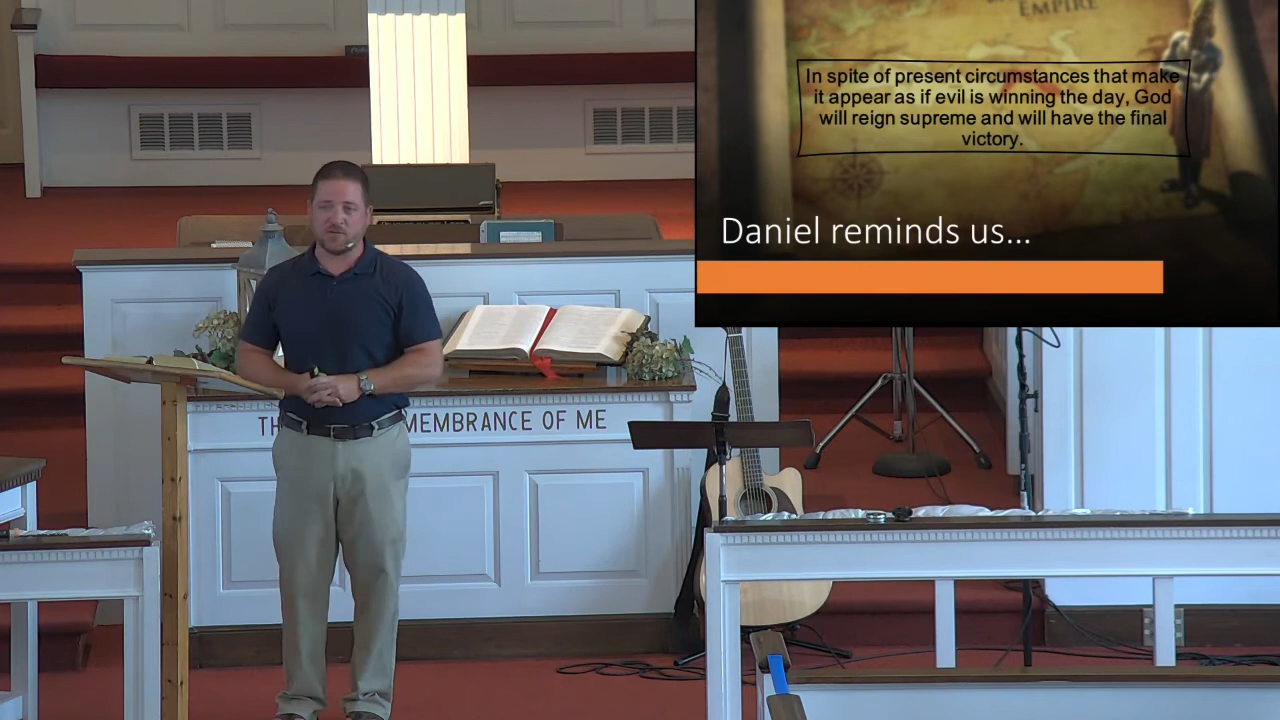 EMPIRE
In spite of present circumstances that make
it appear as if evil is winning the day, God
will reign supreme and will have the final
victory.
Daniel reminds us...
TH MEMBRANCE OF ME